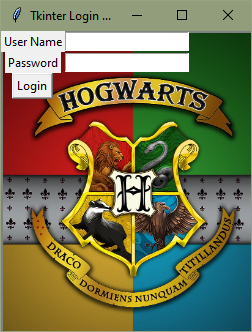 Tkinter Login ...
User Name
Password
Login
HOGWARTS
H
DRACO DORMIENS NUNQUAM TITILLANDUS